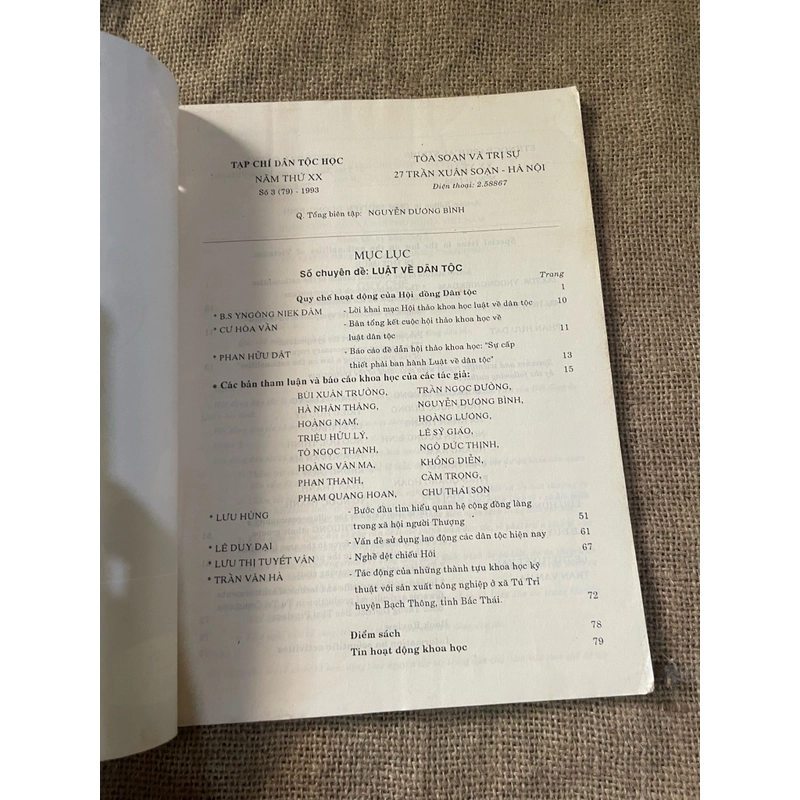 TẠP CHÍ DÂN TỘC HỌC
NĂM THỨ XX
Số 3 (79) - 1993
TÒA SOẠN VÀ TRỊ SỰ
27 TRẦN XUÂN SOẠN - HÀ NỘI
Điện thoại: 2.58867
Q. Tổng biên tập: NGUYỄN DƯƠNG BÌNH
MỤC LỤC
Số chuyên đề: LUẬT VỀ DÂN TỘC
Trang
Quy chế hoạt động của Hội đồng Dân tộc 1
* B.S YNGÔNG NIEK ĐĂM - Lời khai mạc Hội thảo khoa học luật về dân tộc 10
* CƯ HÒA VẦN - Bản tổng kết cuộc hội thảo khoa học về
luật dân tộc 11
* PHAN HỮU DẬT - Báo cáo đề dẫn hội thảo khoa học: "Sự cấp
thiết phải ban hành Luật về dân tộc" 13
* Các bản tham luận và báo cáo khoa học của các tác giả: 15
BÙI XUÂN TRƯỜNG, TRẦN NGỌC ĐƯỜNG,
HÀ NHÂN THĂNG, NGUYỄN DƯƠNG BÌNH,
HOÀNG NAM, HOÀNG LƯƠNG,
TRIỆU HỮU LÝ, LÊ SỸ GIÁO,
TÔ NGỌC THANH, NGÔ ĐỨC THỊNH,
HOÀNG VĂN MA, KHỔNG DIỄN,
PHAN THANH, CẦM TRỌNG,
PHẠM QUANG HOAN, CHU THÁI SƠN
* LƯU HÙNG - Bước đầu tìm hiểu quan hệ cộng đồng làng
trong xã hội người Thượng 51
* LÊ DUY ĐẠI - Vấn đề sử dụng lao động các dân tộc hiện nay 61
* LƯU THỊ TUYẾT VÂN - Nghề dệt chiếu Hới 67
* TRẦN VĂN HÀ - Tác động của những thành tựu khoa học kỹ
thuật với sản xuất nông nghiệp ở xã Tú Trĩ
huyện Bạch Thông, tỉnh Bắc Thái. 72
Điểm sách 78
Tin hoạt động khoa học 79